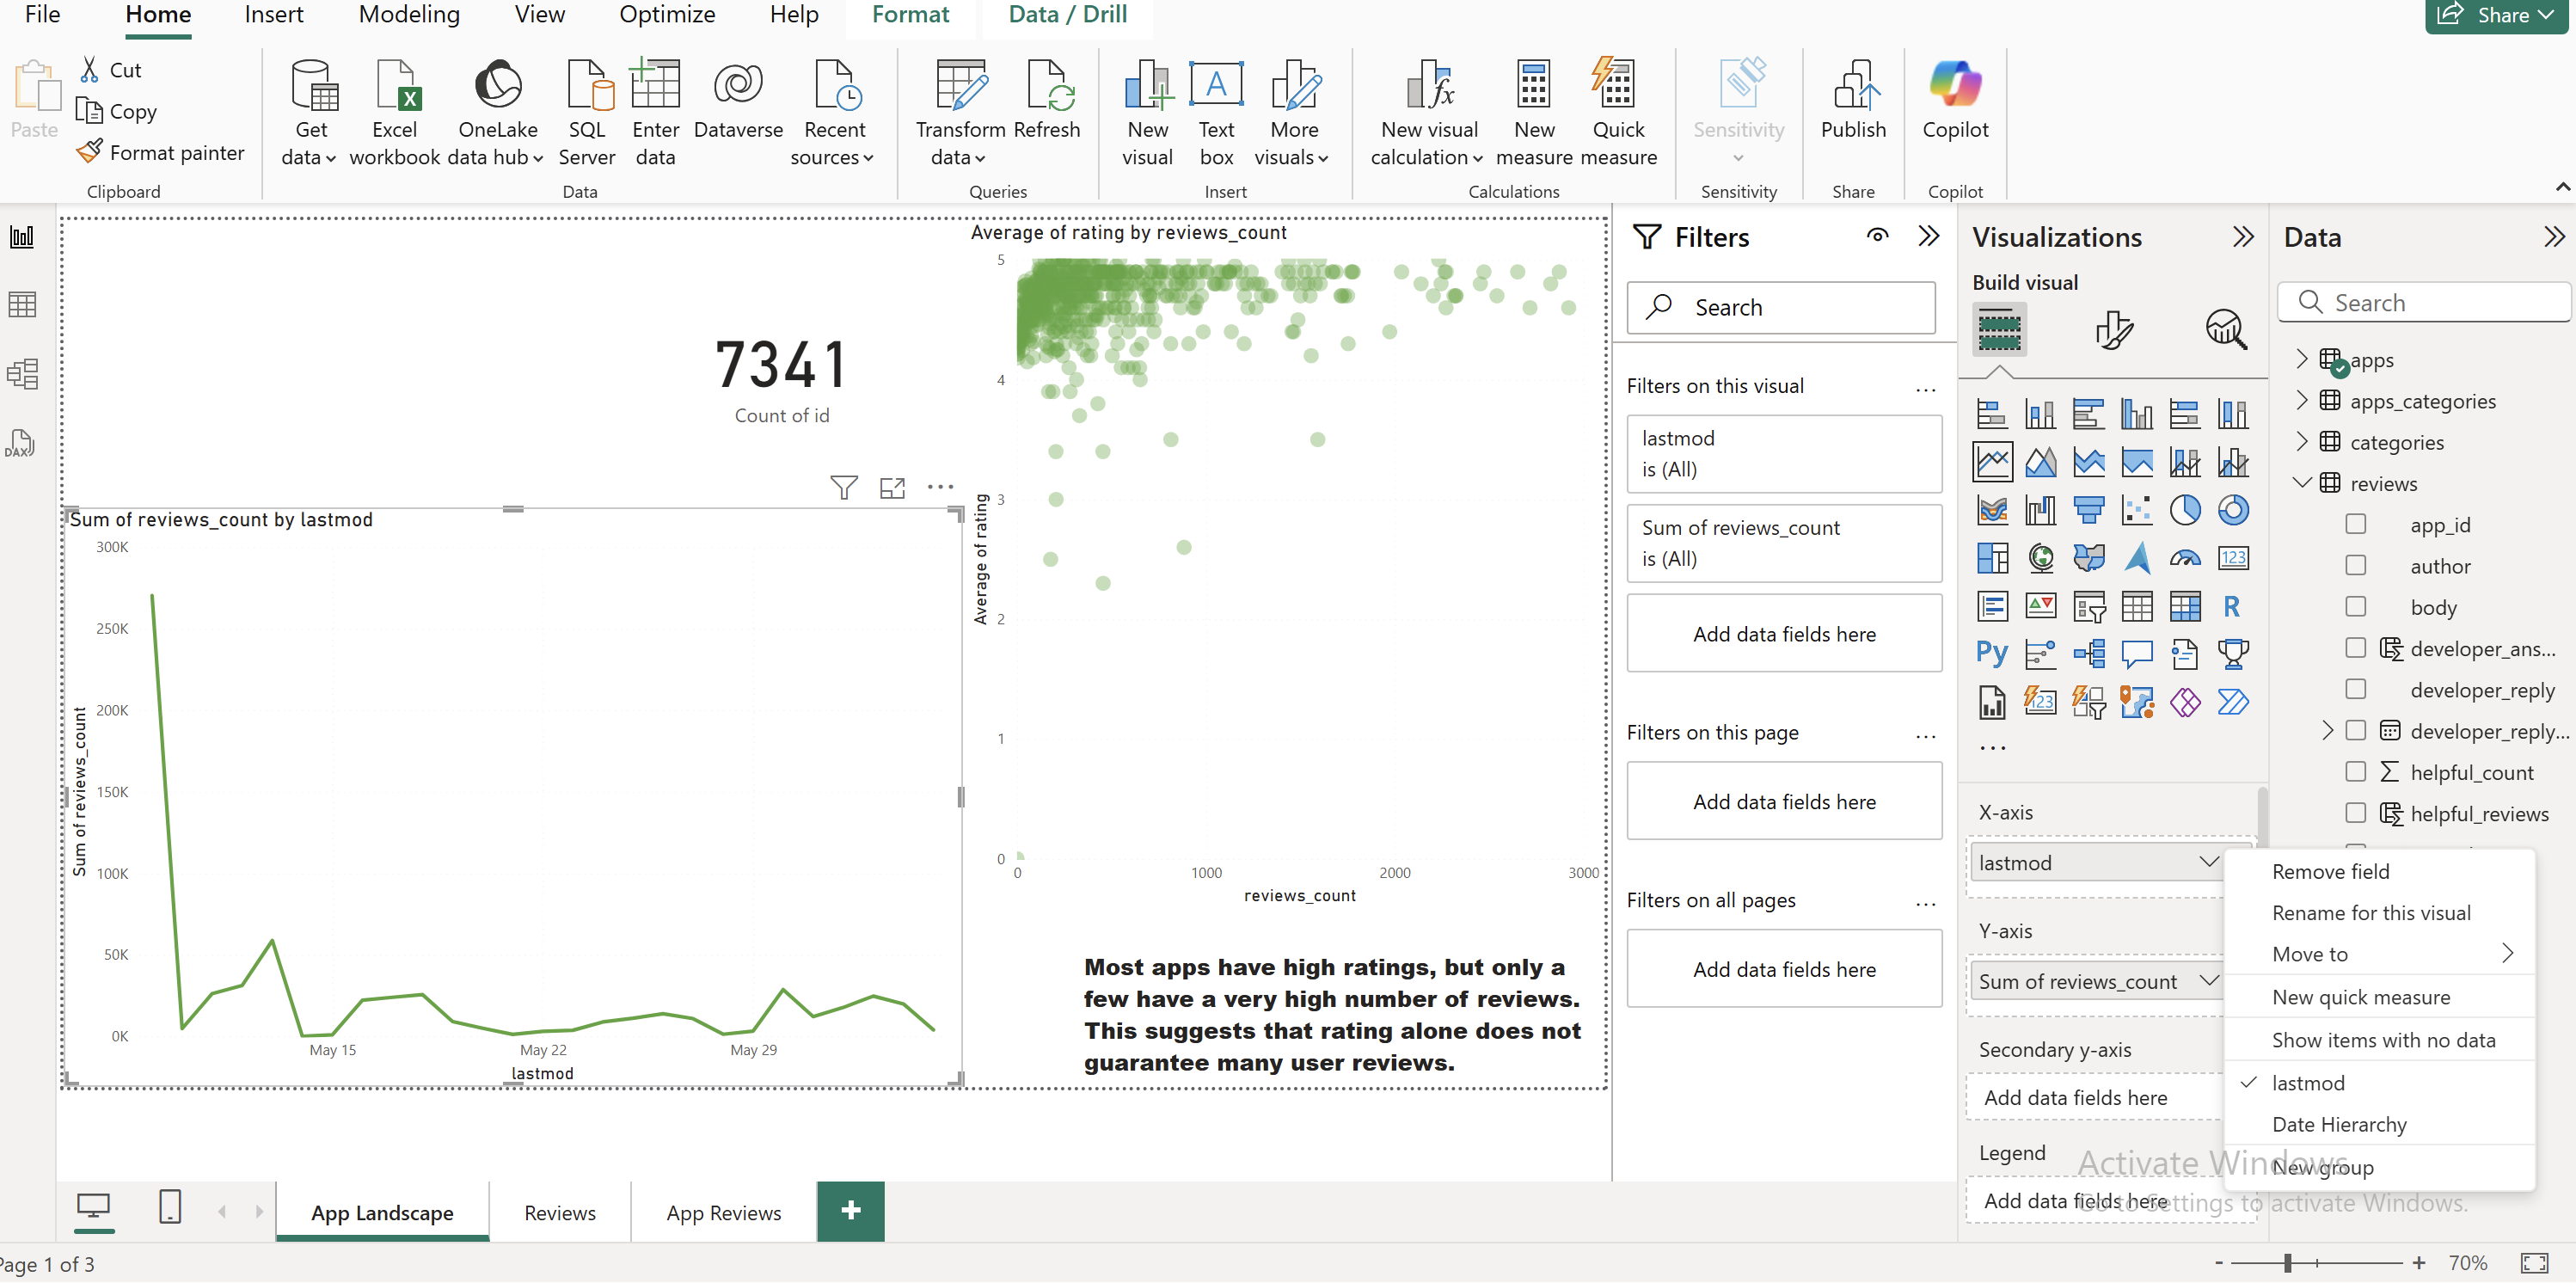 File Home Insert Modeling View Optimize Help Format Data / Drill Share
Paste
Cut
Copy
Format painter
Clipboard
Get data
Excel workbook
OneLake data hub
SQL Server
Enter data
Dataverse
Recent sources
Data
Transform data
Refresh
Queries
New visual
Text box
More visuals
Insert
New visual calculation
New measure
Quick measure
Calculations
Sensitivity
Sensitivity
Publish
Share
Copilot
Copilot
DAX
7341
Count of id
Sum of reviews_count by lastmod
Sum of reviews_count
300K
250K
200K
150K
100K
50K
0K
May 15 May 22 May 29
lastmod
Average of rating by reviews_count
Average of rating
5
4
3
2
1
0
0 1000 2000 3000
reviews_count
Most apps have high ratings, but only a
few have a very high number of reviews.
This suggests that rating alone does not
guarantee many user reviews.
Filters
Search
Filters on this visual ...
lastmod
is (All)
Sum of reviews_count
is (All)
Add data fields here
Filters on this page ...
Add data fields here
Filters on all pages ...
Add data fields here
Visualizations
Build visual
123
R
Py
123
...
X-axis
lastmod
Y-axis
Sum of reviews_count
Secondary y-axis
Add data fields here
Legend
Add data fields here
Data
Search
apps
apps_categories
categories
reviews
app_id
author
body
developer_ans...
developer_reply
developer_reply...
helpful_count
helpful_reviews
Remove field
Rename for this visual
Move to
New quick measure
Show items with no data
lastmod
Date Hierarchy
New group
Activate Windows
Go to Settings to activate Windows.
App Landscape Reviews App Reviews +
Page 1 of 3
- + 70%